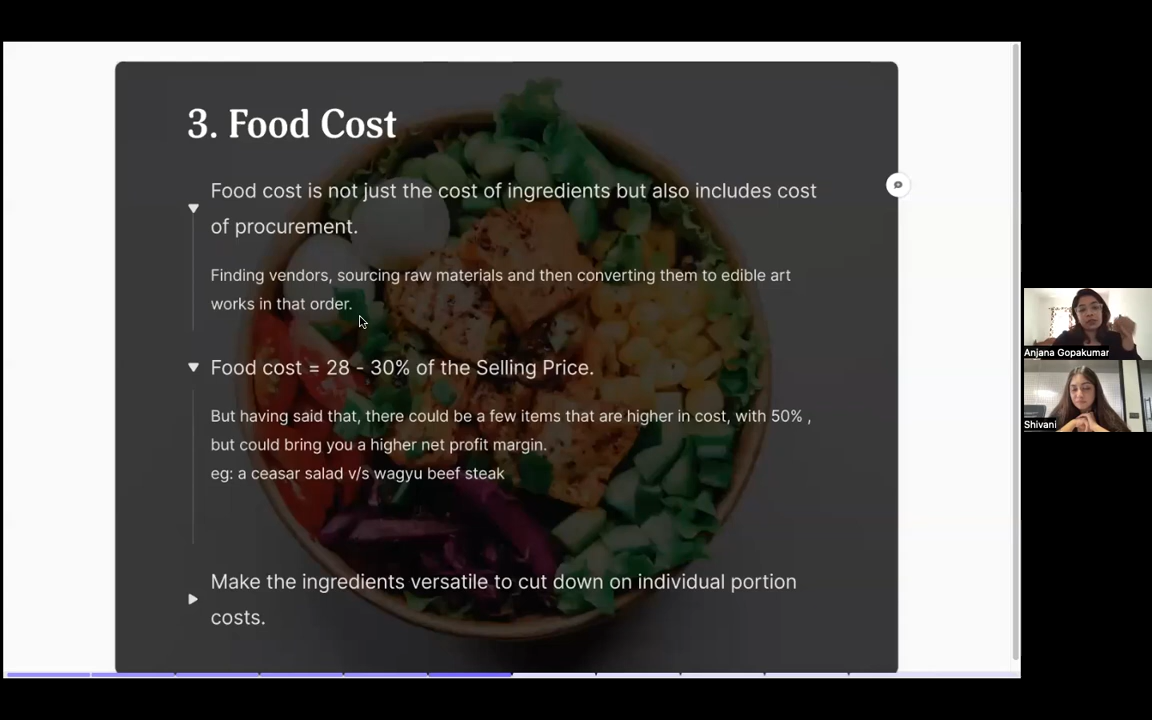 3. Food Cost
Food cost is not just the cost of ingredients but also includes cost
of procurement.
Finding vendors, sourcing raw materials and then converting them to edible art
works in that order.
Food cost = 28 - 30% of the Selling Price.
But having said that, there could be a few items that are higher in cost, with 50% ,
but could bring you a higher net profit margin.
eg: a ceasar salad v/s wagyu beef steak
Make the ingredients versatile to cut down on individual portion
costs.
Anjana Gopakumar
Shivani